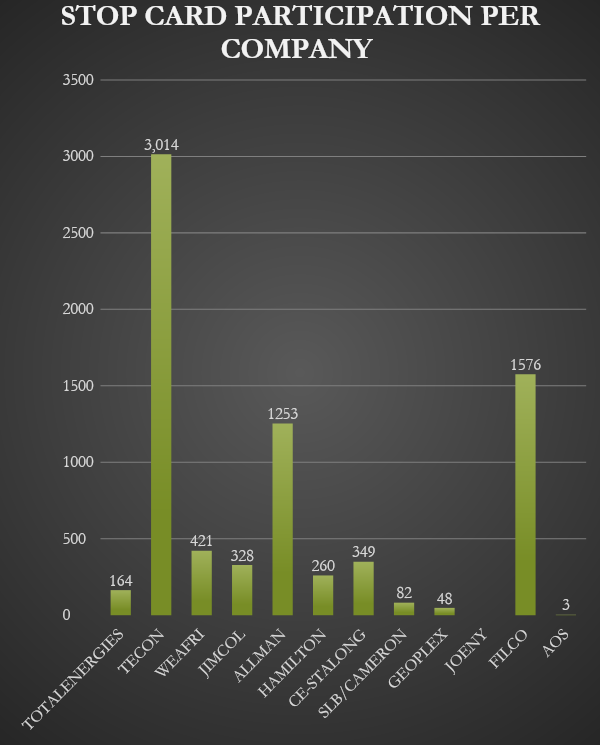 STOP CARD PARTICIPATION PER
COMPANY
3500
3000
2500
2000
1500
1000
500
0
164
3,014
421
328
1253
260
349
82
48
1576
3
TOTALENERGIES
TECON
WEAFRI
JIMCOL
ALLMAN
HAMILTON
CE-STALONG
SLB/CAMERON
GEOPLEX
JOENY
FILCO
AOS